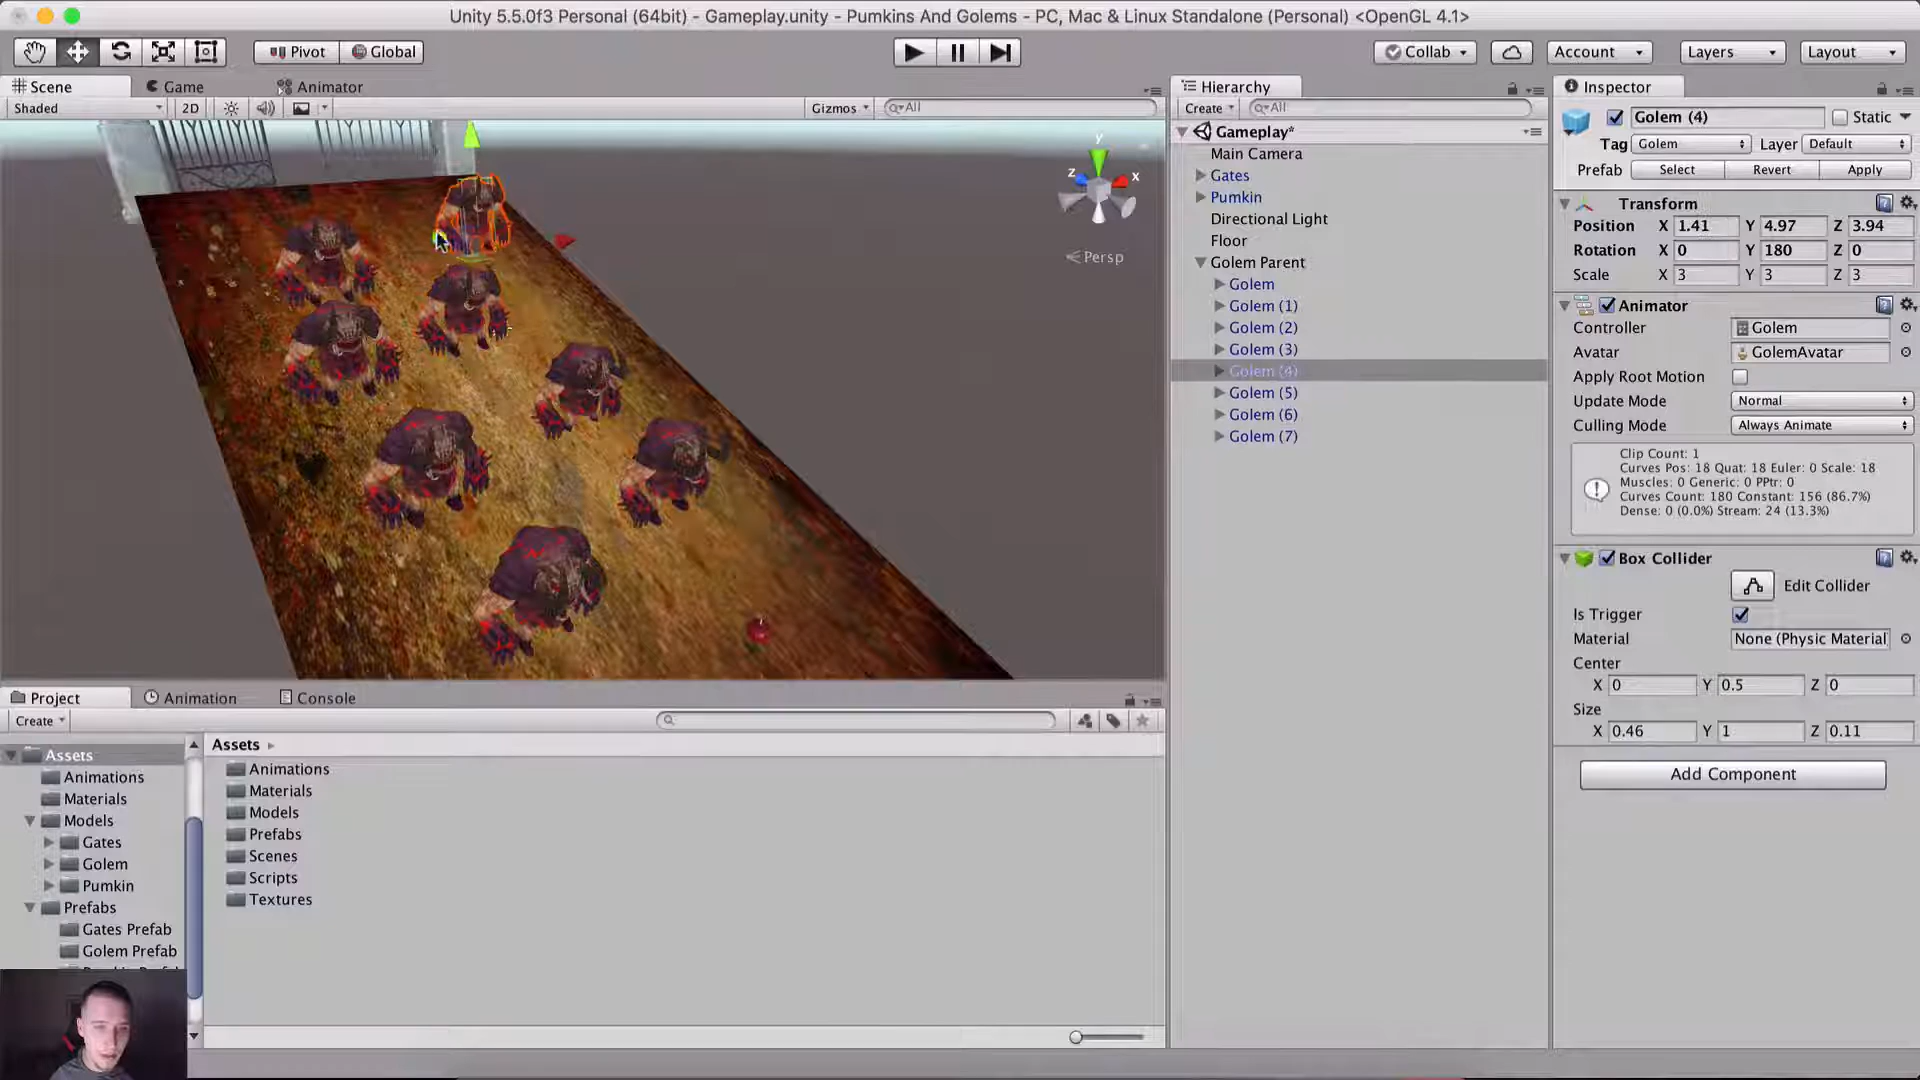 Unity 5.5.0f3 Personal (64bit) - Gameplay.unity - Pumkins And Golems - PC, Mac & Linux Standalone (Personal) <OpenGL 4.1>
Pivot Global Collab Account Layers Layout
Scene Game Animator
Shaded 2D Gizmos All
y
z x
Persp
Hierarchy
Create All
Gameplay*
Main Camera
Gates
Pumkin
Directional Light
Floor
Golem Parent
Golem
Golem (1)
Golem (2)
Golem (3)
Golem (4)
Golem (5)
Golem (6)
Golem (7)
Inspector
Golem (4) Static
Tag Golem Layer Default
Prefab Select Revert Apply
Transform
Position X 1.41 Y 4.97 Z 3.94
Rotation X 0 Y 180 Z 0
Scale X 3 Y 3 Z 3
Animator
Controller Golem
Avatar GolemAvatar
Apply Root Motion
Update Mode Normal
Culling Mode Always Animate
Clip Count: 1
Curves Pos: 18 Quat: 18 Euler: 0 Scale: 18
Muscles: 0 Generic: 0 PPtr: 0
Curves Count: 180 Constant: 156 (86.7%)
Dense: 0 (0.0%) Stream: 24 (13.3%)
Box Collider
Edit Collider
Is Trigger
Material None (Physic Material
Center
X 0 Y 0.5 Z 0
Size
X 0.46 Y 1 Z 0.11
Add Component
Project Animation Console
Create
Assets
Animations
Materials
Models
Gates
Golem
Pumkin
Prefabs
Gates Prefab
Golem Prefab
Assets
Animations
Materials
Models
Prefabs
Scenes
Scripts
Textures